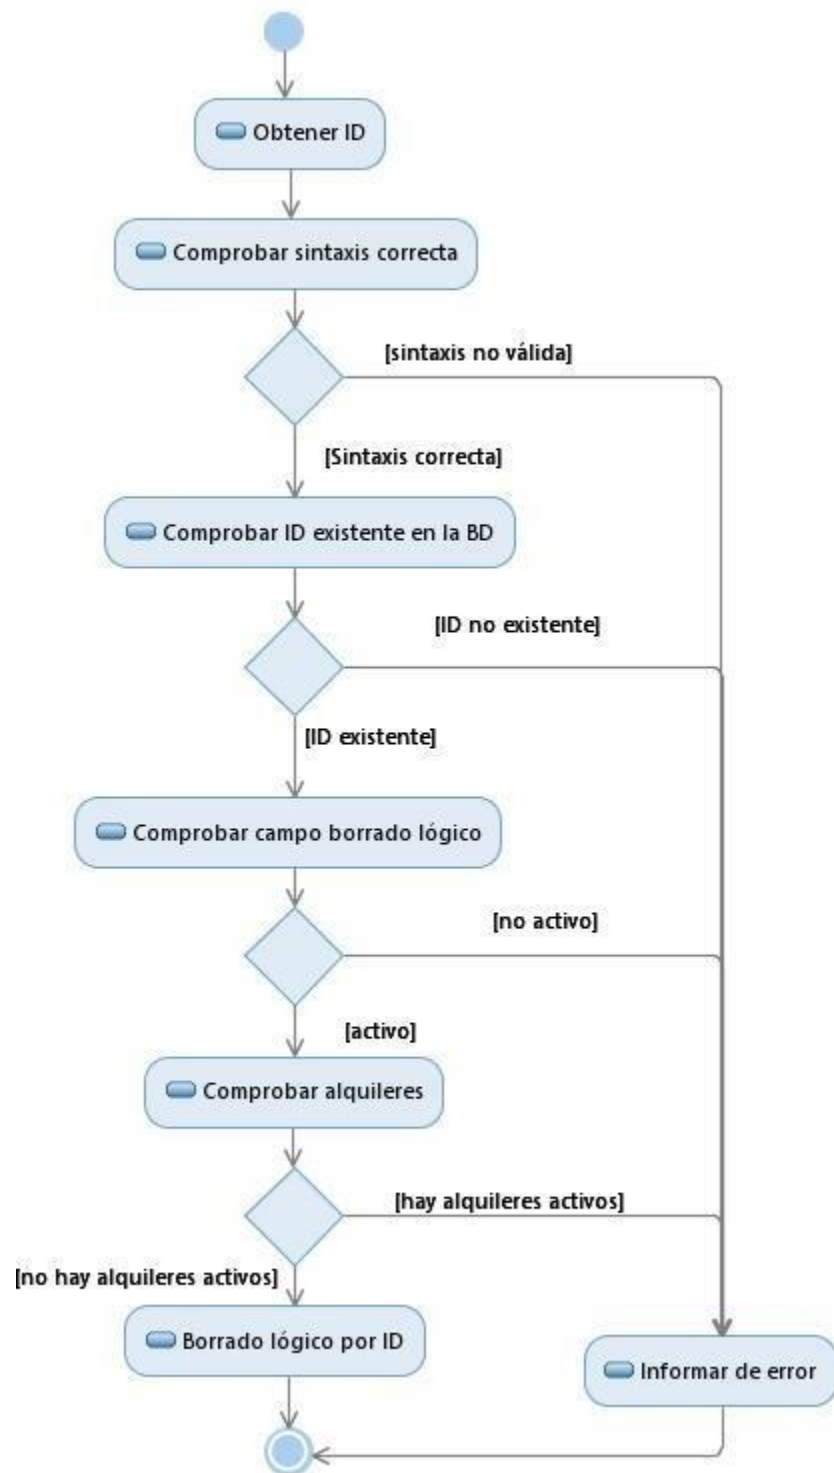 Obtener ID
Comprobar sintaxis correcta
[sintaxis no válida]
[Sintaxis correcta]
Comprobar ID existente en la BD
[ID no existente]
[ID existente]
Comprobar campo borrado lógico
[no activo]
[activo]
Comprobar alquileres
[hay alquileres activos]
[no hay alquileres activos]
Borrado lógico por ID
Informar de error